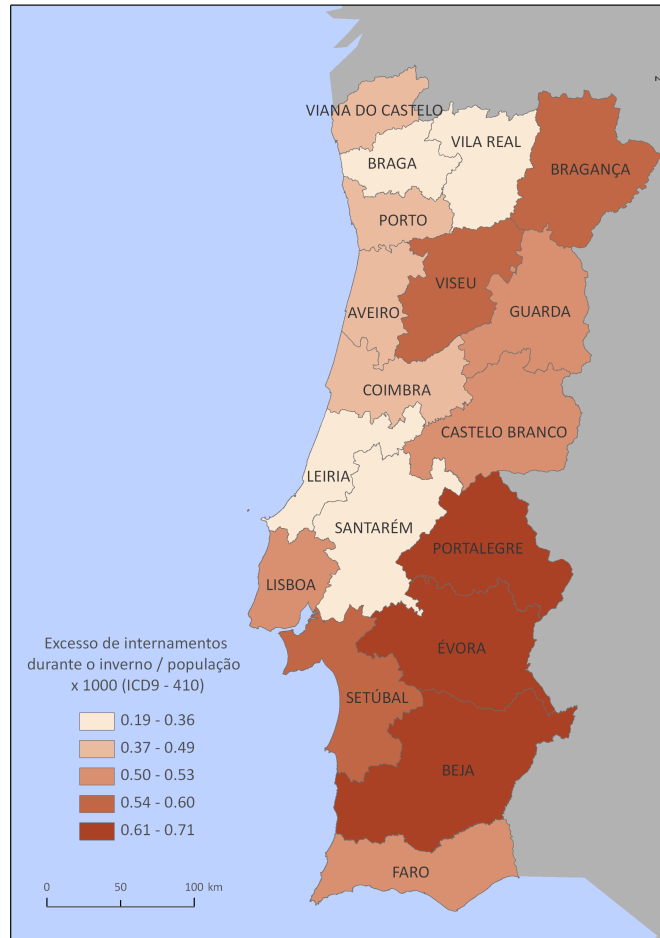 VIANA DO CASTELO
VILA REAL
BRAGA
BRAGANÇA
PORTO
VISEU
AVEIRO
GUARDA
COIMBRA
CASTELO BRANCO
LEIRIA
SANTARÉM
PORTALEGRE
LISBOA
Excesso de internamentos
durante o inverno / população
x 1000 (ICD9 - 410)
ÉVORA
SETÚBAL
0.19 - 0.36
0.37 - 0.49
0.50 - 0.53
0.54 - 0.60
0.61 - 0.71
BEJA
FARO
0 50 100 km